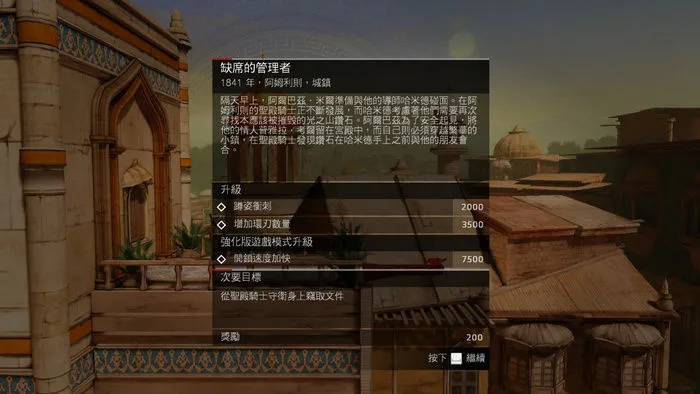 缺席的管理者
1841 年，阿姆利則，城鎮
隔天早上，阿爾巴茲·米爾準備與他的導師哈米德碰面。在阿
姆利則的聖殿騎士正不斷發展，而哈米德考慮著他們需要再次
尋找本應該被摧毀的光之山鑽石。阿爾巴茲為了安全起見，將
他的情人普雅拉·考爾留在宮殿中，而自己則必須穿越繁華的
小鎮，在聖殿騎士發現鑽石在哈米德手上之前與他的朋友會
合。
升級
蹲姿衝刺 2000
增加環刃數量 3500
強化版遊戲模式升級
開鎖速度加快 7500
次要目標
從聖殿騎士守衛身上竊取文件
獎勵 200
按下 繼續